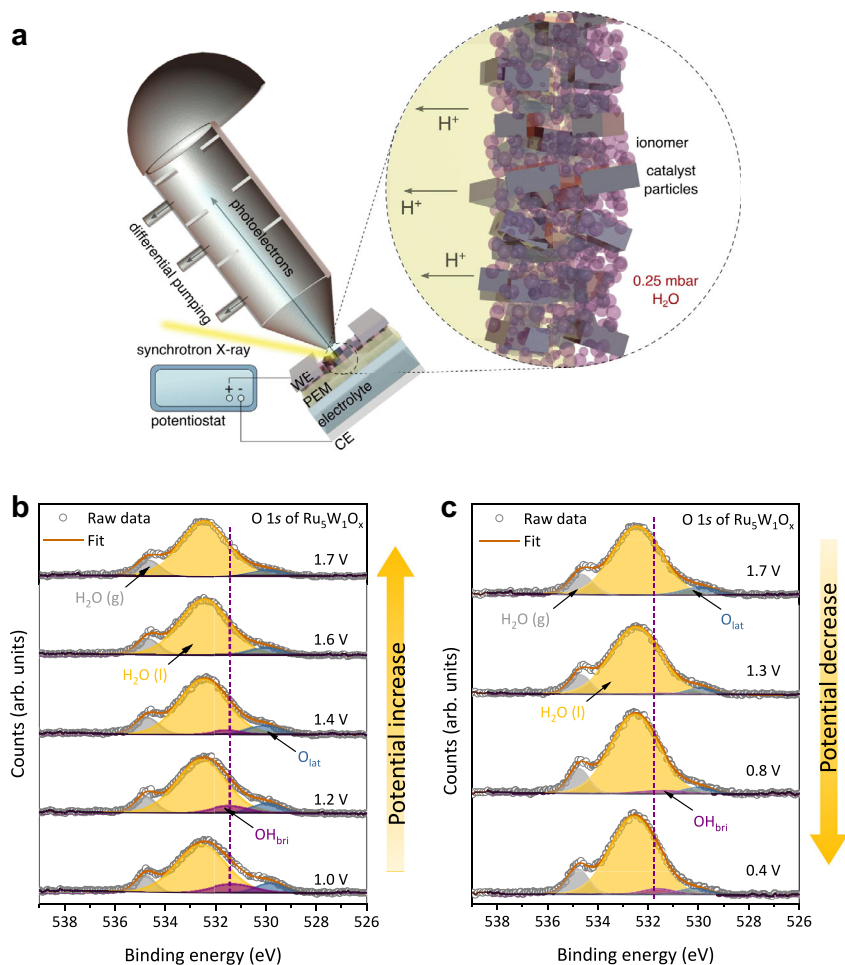 a
H+
H+
H+
ionomer
catalyst
particles
0.25 mbar
H2O
photoelectrons
differential pumping
synchrotron X-ray
+ -
potentiostat
WE
PEM
electrolyte
CE
b
Raw data
Fit
O 1s of Ru5W1Ox
1.7 V
H2O (g)
1.6 V
H2O (l)
1.4 V
Olat
1.2 V
OHbri
1.0 V
Potential increase
Counts (arb. units)
538 536 534 532 530 528 526
Binding energy (eV)
c
Raw data
Fit
O 1s of Ru5W1Ox
1.7 V
H2O (g)
Olat
1.3 V
H2O (l)
0.8 V
OHbri
0.4 V
Potential decrease
Counts (arb. units)
538 536 534 532 530 528 526
Binding energy (eV)